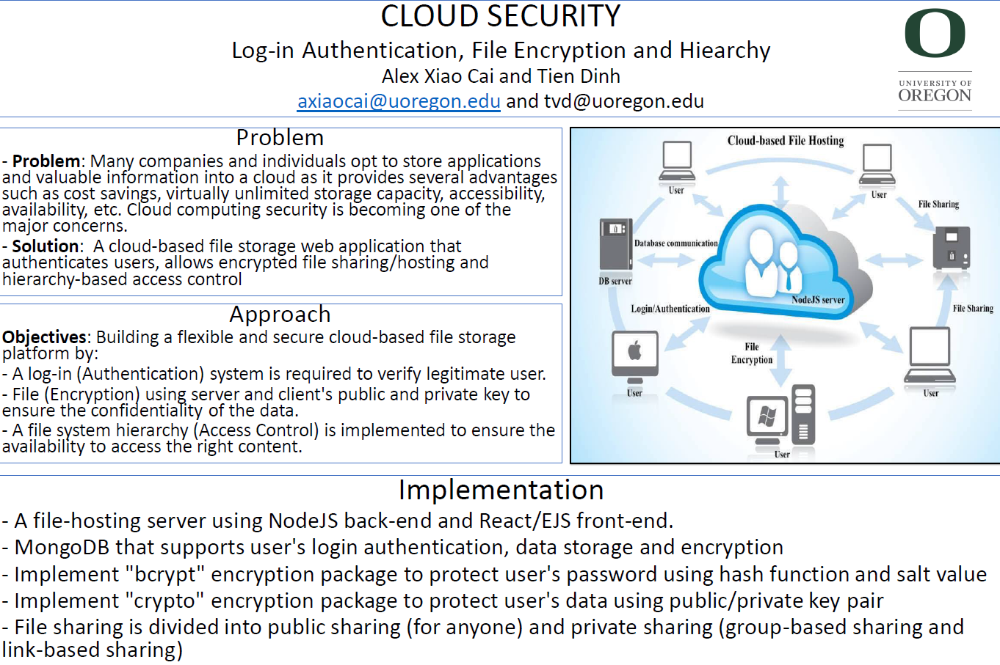 CLOUD SECURITY
Log-in Authentication, File Encryption and Hiearchy
Alex Xiao Cai and Tien Dinh
axiaocai@uoregon.edu and tvd@uoregon.edu
O
UNIVERSITY OF
OREGON
Problem
- Problem: Many companies and individuals opt to store applications
and valuable information into a cloud as it provides several advantages
such as cost savings, virtually unlimited storage capacity, accessibility,
availability, etc. Cloud computing security is becoming one of the
major concerns.
- Solution:  A cloud-based file storage web application that
authenticates users, allows encrypted file sharing/hosting and
hierarchy-based access control
Approach
Objectives: Building a flexible and secure cloud-based file storage
platform by:
- A log-in (Authentication) system is required to verify legitimate user.
- File (Encryption) using server and client's public and private key to
ensure the confidentiality of the data.
- A file system hierarchy (Access Control) is implemented to ensure the
availability to access the right content.
Cloud-based File Hosting
User
User
File Sharing
Database communication
DB server
NodeJS server
Login/Authentication
File Sharing
File
Encryption
User
User
User
Implementation
- A file-hosting server using NodeJS back-end and React/EJS front-end.
- MongoDB that supports user's login authentication, data storage and encryption
- Implement "bcrypt" encryption package to protect user's password using hash function and salt value
- Implement "crypto" encryption package to protect user's data using public/private key pair
- File sharing is divided into public sharing (for anyone) and private sharing (group-based sharing and
link-based sharing)